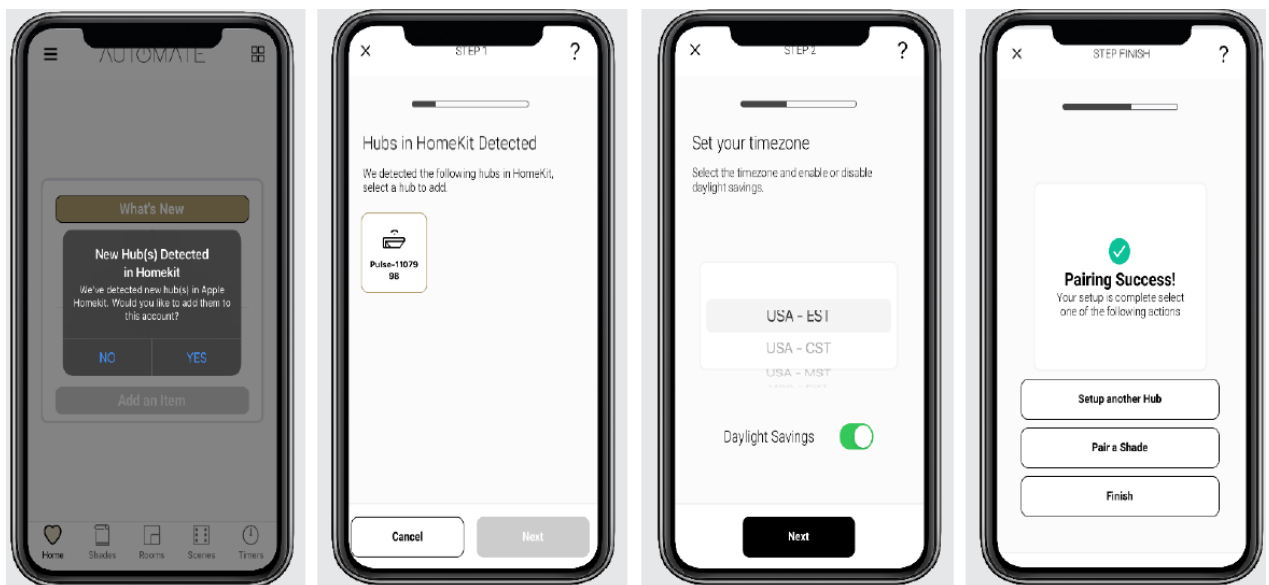 AUTOMATE
What's New
New Hub(s) Detected
in Homekit
We've detected new hub(s) in Apple
Homekit. Would you like to add them to
this account?
NO YES
Add an Item
Home Shades Rooms Scenes Timers
X STEP 1 ?
Hubs in HomeKit Detected
We detected the following hubs in HomeKit,
select a hub to add.
Pulse-11079
98
Cancel Next
X STEP 2 ?
Set your timezone
Select the timezone and enable or disable
daylight savings.
USA - EST
USA - CST
USA - MST
Daylight Savings
Next
X STEP FINISH ?
Pairing Success!
Your setup is complete select
one of the following actions
Setup another Hub
Pair a Shade
Finish